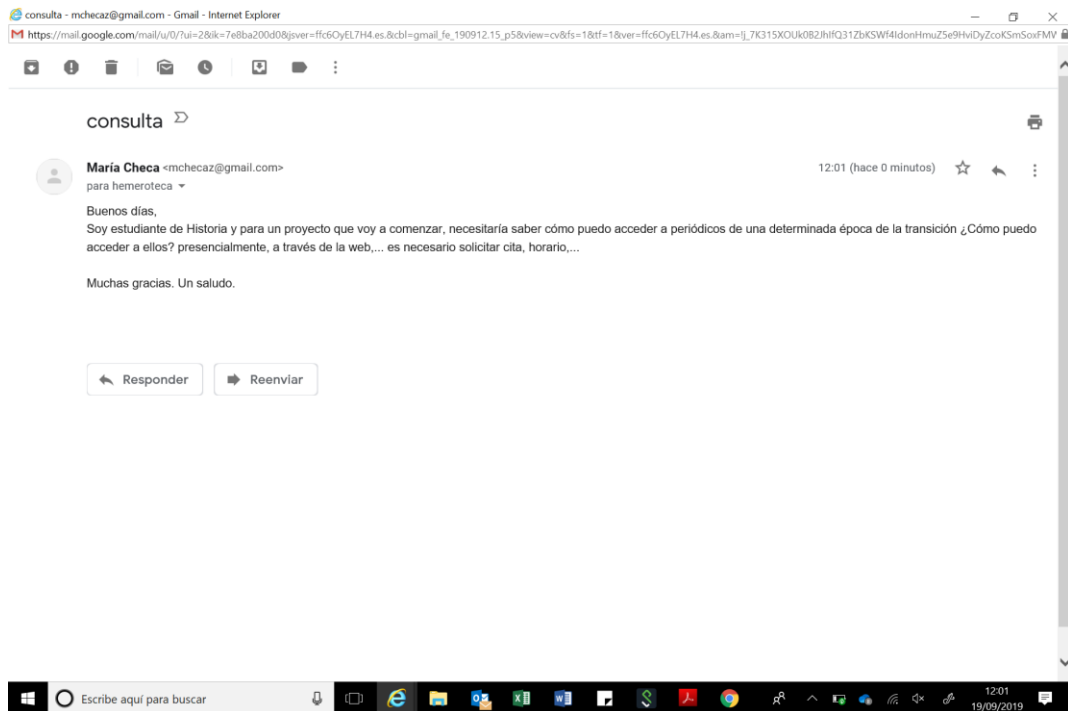 consulta - mchecaz@gmail.com - Gmail - Internet Explorer
https://mail.google.com/mail/u/0/?ui=2&ik=7e8ba200d0&jsver=ffc6OyEL7H4.es.&cbl=gmail_fe_190912.15_p5&view=cv&fs=1&tf=1&ver=ffc6OyEL7H4.es.&am=!j_7K315XOUk0B2JhIfQ31ZbKSWf4IdonHmuZ5e9HviDyZcoKSmSoxFMV
consulta
María Checa <mchecaz@gmail.com>
12:01 (hace 0 minutos)
para hemeroteca
Buenos días,
Soy estudiante de Historia y para un proyecto que voy a comenzar, necesitaría saber cómo puedo acceder a periódicos de una determinada época de la transición ¿Cómo puedo
acceder a ellos? presencialmente, a través de la web,... es necesario solicitar cita, horario,...
Muchas gracias. Un saludo.
Responder
Reenviar
Escribe aquí para buscar
12:01
19/09/2019